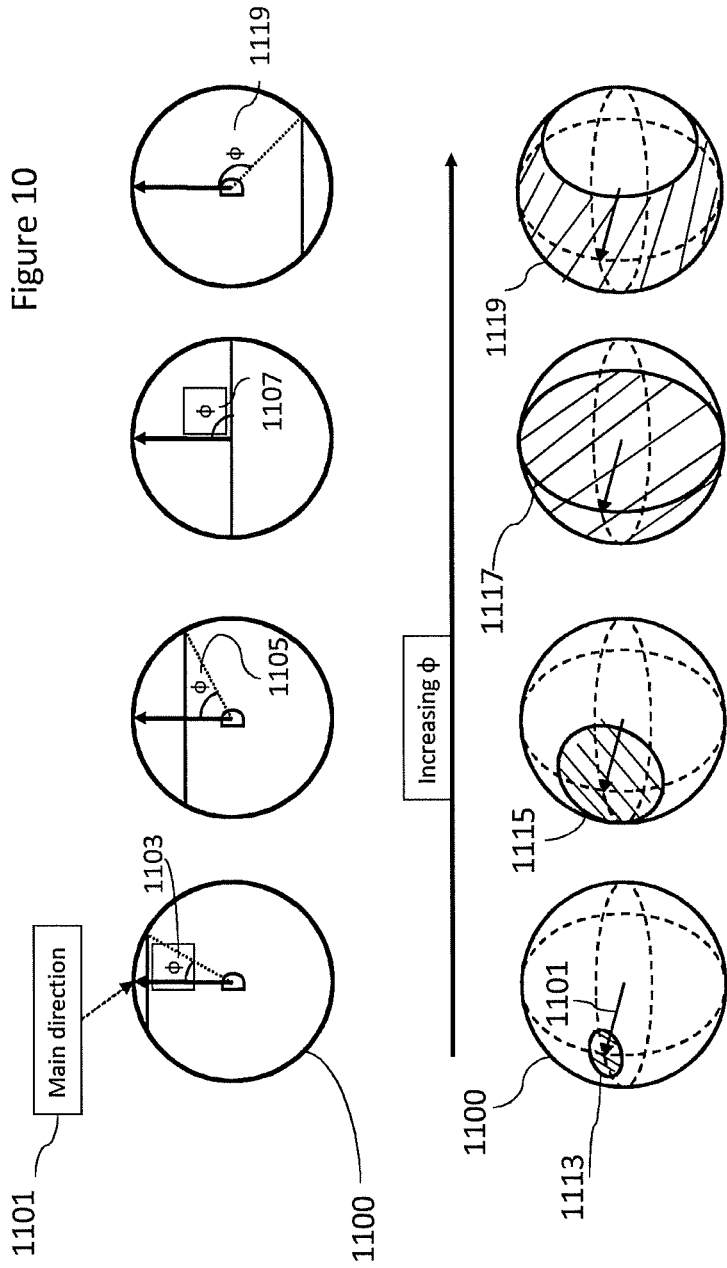 Figure 10
1101
Main direction
φ
1103
φ
1105
φ
1107
φ
1119
1100
Increasing φ
1100
1101
1113
1115
1117
1119